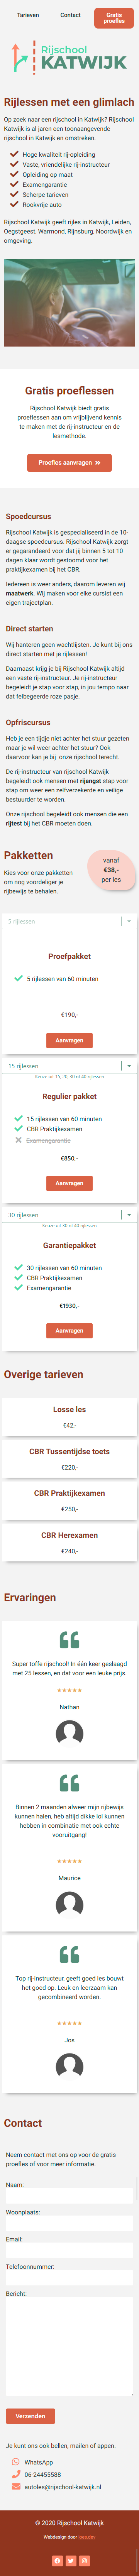 Tarieven
Contact
Gratis
proefles
Rijschool
KATWIJK
Rijlessen met een glimlach
Op zoek naar een rijschool in Katwijk? Rijschool
Katwijk is al jaren een toonaangevende
rijschool in Katwijk en omstreken.
Hoge kwaliteit rij-opleiding
Vaste, vriendelijke rij-instructeur
Opleiding op maat
Examengarantie
Scherpe tarieven
Rookvrije auto
Rijschool Katwijk geeft rijles in Katwijk, Leiden,
Oegstgeest, Warmond, Rijnsburg, Noordwijk en
omgeving.
Gratis proeflessen
Rijschool Katwijk biedt gratis
proeflessen aan om vrijblijvend kennis
te maken met de rij-instructeur en de
lesmethode.
Proefles aanvragen »
Spoedcursus
Rijschool Katwijk is gespecialiseerd in de 10-
daagse spoedcursus. Rijschool Katwijk zorgt
er gegarandeerd voor dat jij binnen 5 tot 10
dagen klaar wordt gestoomd voor het
praktijkexamen bij het CBR.
Iedereen is weer anders, daarom leveren wij
maatwerk. Wij maken voor elke cursist een
eigen trajectplan.
Direct starten
Wij hanteren geen wachtlijsten. Je kunt bij ons
direct starten met je rijlessen!
Daarnaast krijg je bij Rijschool Katwijk altijd
een vaste rij-instructeur. Je rij-instructeur
begeleidt je stap voor stap, in jou tempo naar
dat felbegeerde roze pasje.
Opfriscursus
Heb je een tijdje niet achter het stuur gezeten
maar je wil weer achter het stuur? Ook
daarvoor kan je bij onze rijschool terecht.
De rij-instructeur van rijschool Katwijk
begeleidt ook mensen met rijangst stap voor
stap om weer een zelfverzekerde en veilige
bestuurder te worden.
Onze rijschool begeleidt ook mensen die een
rijtest bij het CBR moeten doen.
Pakketten
Kies voor onze pakketten
om nog voordeliger je
rijbewijs te behalen.
vanaf
€38,-
per les
5 rijlessen
Proefpakket
5 rijlessen van 60 minuten
€190,-
Aanvragen
15 rijlessen
Keuze uit 15, 20, 30 of 40 rijlessen
Regulier pakket
15 rijlessen van 60 minuten
CBR Praktijkexamen
Examengarantie
€850,-
Aanvragen
30 rijlessen
Keuze uit 30 of 40 rijlessen
Garantiepakket
30 rijlessen van 60 minuten
CBR Praktijkexamen
Examengarantie
€1930,-
Aanvragen
Overige tarieven
Losse les
€42,-
CBR Tussentijdse toets
€220,-
CBR Praktijkexamen
€250,-
CBR Herexamen
€240,-
Ervaringen
Super toffe rijschool! In één keer geslaagd
met 25 lessen, en dat voor een leuke prijs.
Nathan
Binnen 2 maanden alweer mijn rijbewijs
kunnen halen, heb altijd dikke lol kunnen
hebben in combinatie met ook echte
vooruitgang!
Maurice
Top rij-instructeur, geeft goed les bouwt
het goed op. Leuk en leerzaam kan
gecombineerd worden.
Jos
Contact
Neem contact met ons op voor de gratis
proefles of voor meer informatie.
Naam:
Woonplaats:
Email:
Telefoonnummer:
Bericht:
Verzenden
Je kunt ons ook bellen, mailen of appen.
WhatsApp
06-24455588
autoles@rijschool-katwijk.nl
© 2020 Rijschool Katwijk
Webdesign door